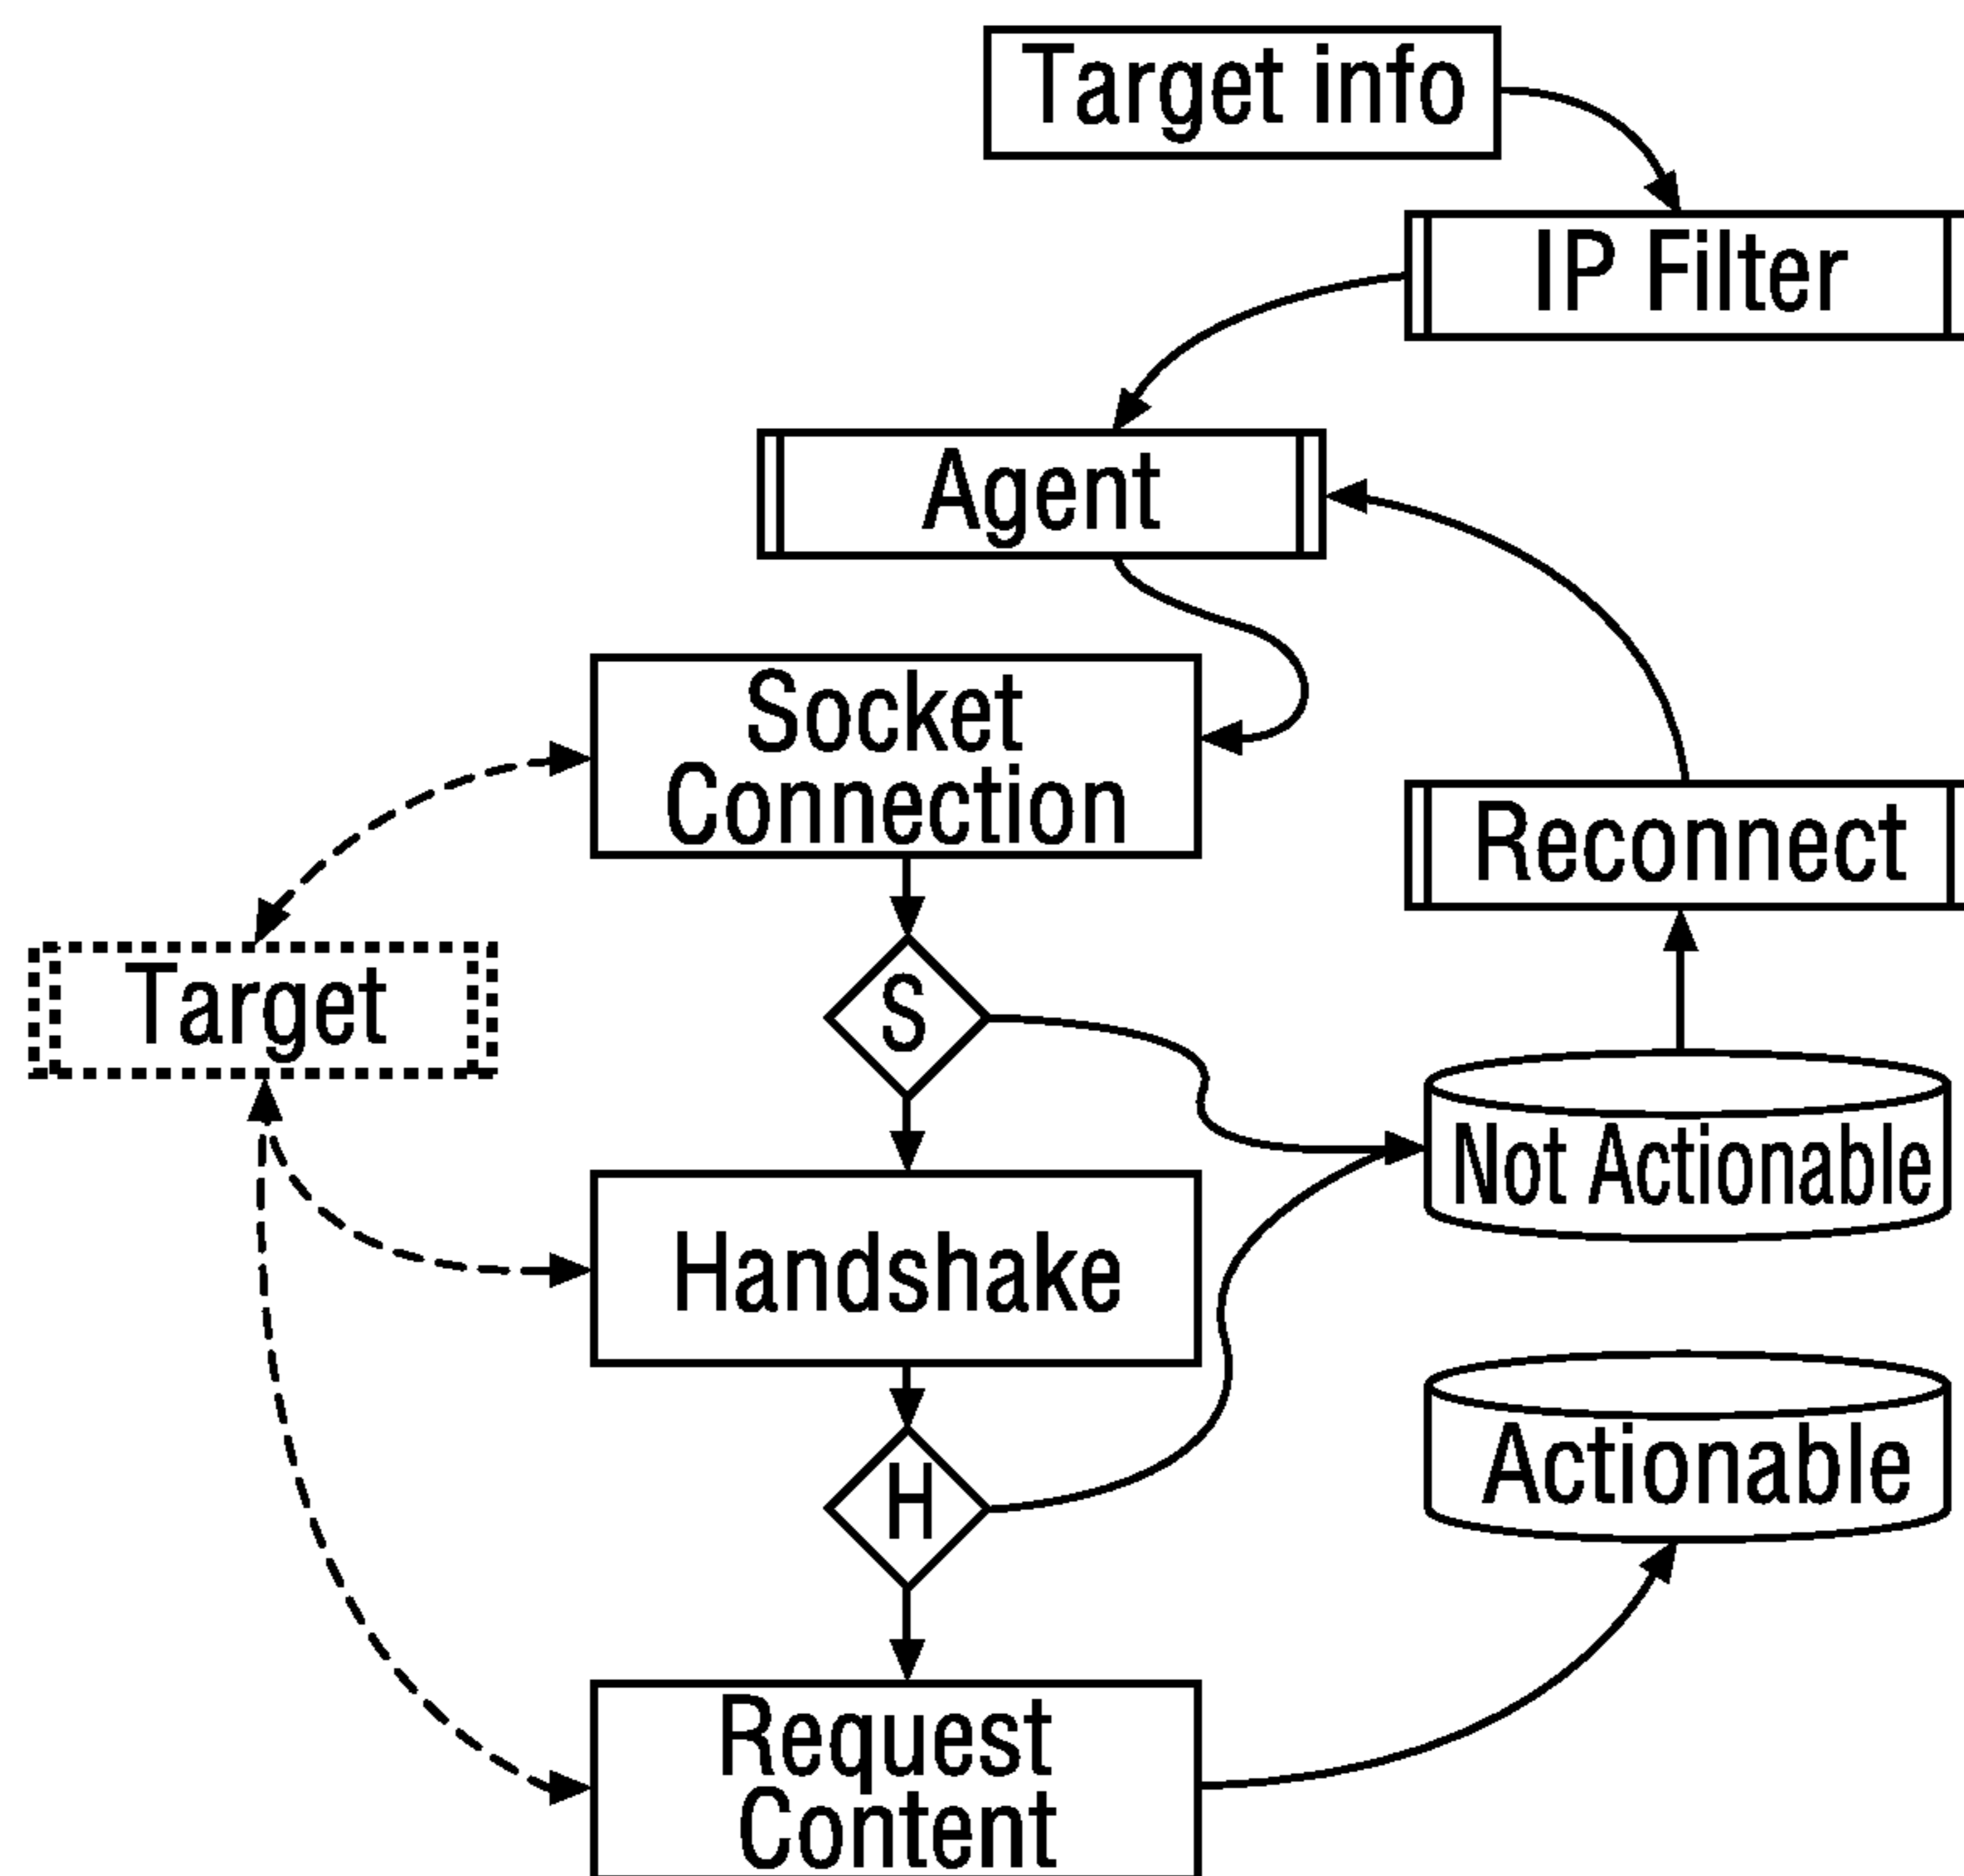 Target info
IP Filter
Agent
Socket
Connection
Reconnect
Target
S
Not Actionable
Handshake
Actionable
H
Request
Content